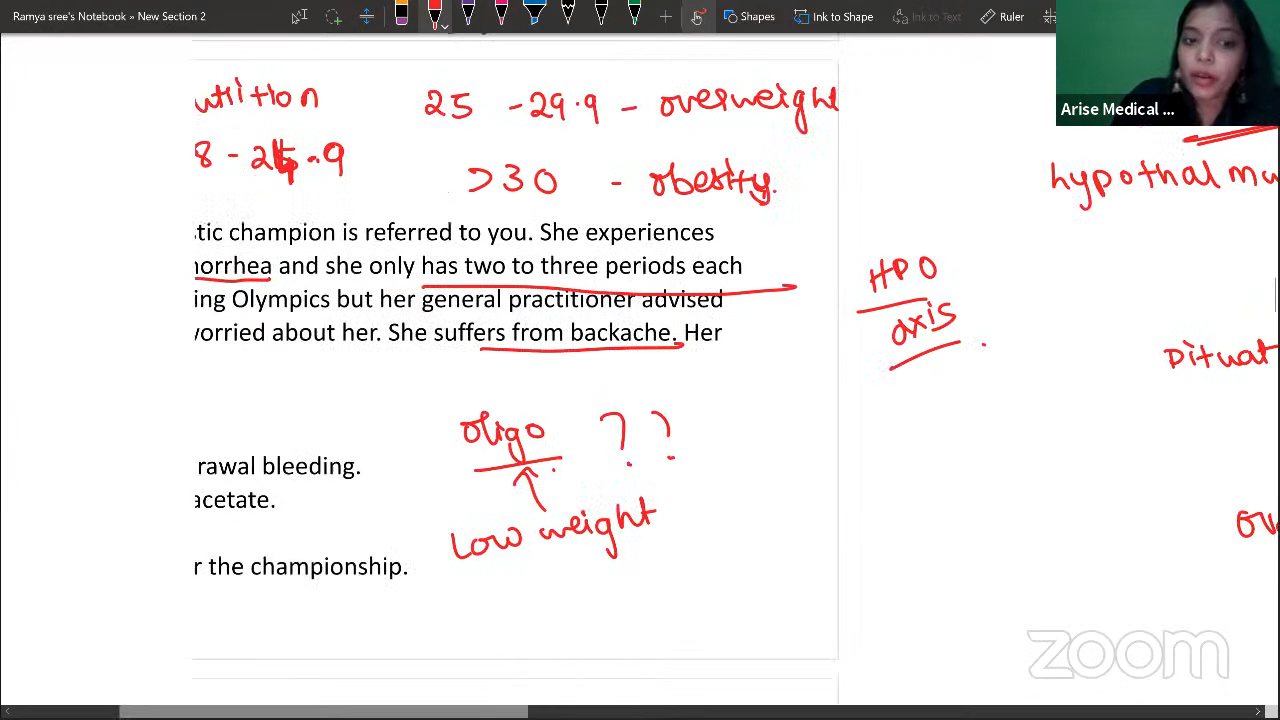 Ramya sree's Notebook » New Section 2
Shapes
Ink to Shape
Ink to Text
Ruler
Arise Medical ...
utrition
25 - 29.9 - overweight
8 - 24.9
>30 - obesity.
hypothalmu
tic champion is referred to you. She experiences
norrhea and she only has two to three periods each
ing Olympics but her general practitioner advised
vorried about her. She suffers from backache. Her
HPO
axis
Pituat
oligo ? ?
rawal bleeding.
acetate.
Low weight
ov
r the championship.
zoom